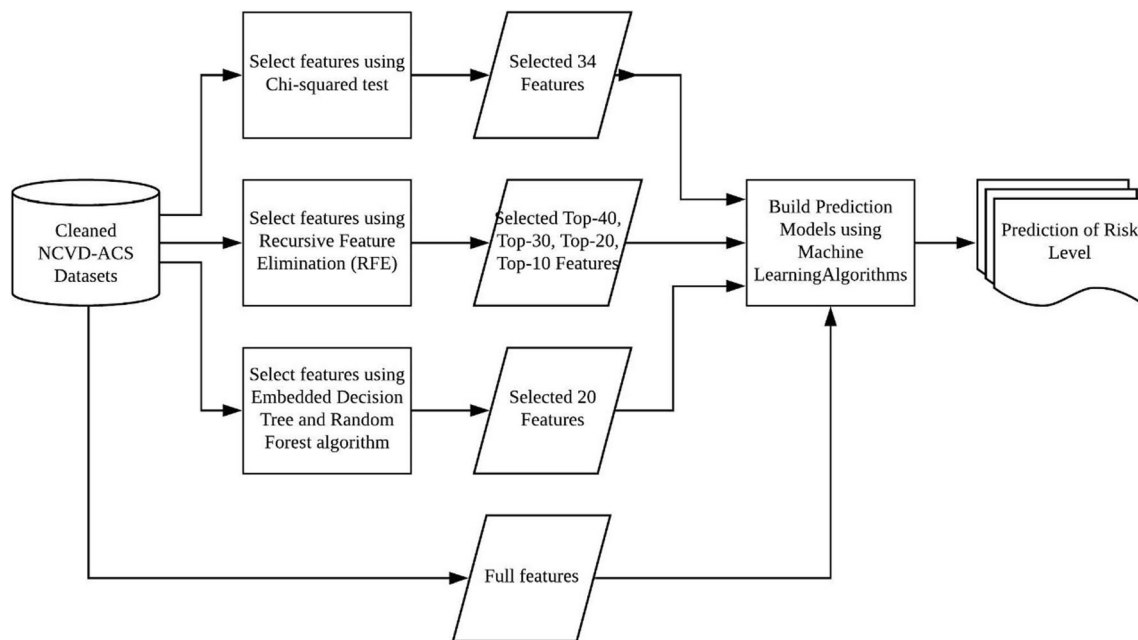 Select features using
Chi-squared test
Selected 34
Features
Cleaned
NCVD-ACS
Datasets
Select features using
Recursive Feature
Elimination (RFE)
Selected Top-40,
Top-30, Top-20,
Top-10 Features
Build Prediction
Models using
Machine
LearningAlgorithms
Prediction of Risk
Level
Select features using
Embedded Decision
Tree and Random
Forest algorithm
Selected 20
Features
Full features